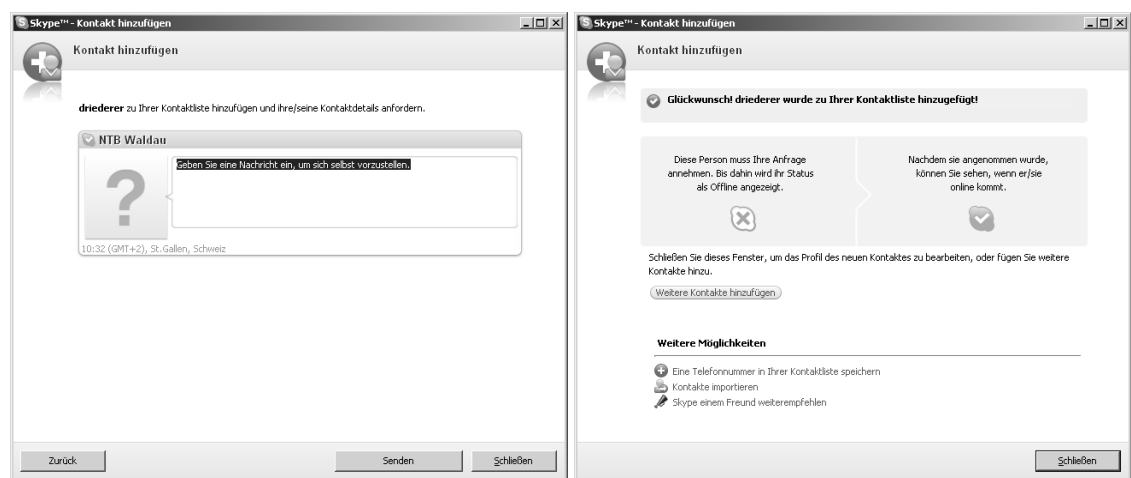 Skype™ - Kontakt hinzufügen
Kontakt hinzufügen
driederer zu Ihrer Kontaktliste hinzufügen und ihre/seine Kontaktdetails anfordern.
NTB Waldau
Geben Sie eine Nachricht ein, um sich selbst vorzustellen.
10:32 (GMT+2), St.Gallen, Schweiz
Zurück
Senden
Schließen
Skype™ - Kontakt hinzufügen
Kontakt hinzufügen
Glückwunsch! driederer wurde zu Ihrer Kontaktliste hinzugefügt!
Diese Person muss Ihre Anfrage
annehmen. Bis dahin wird ihr Status
als Offline angezeigt.
Nachdem sie angenommen wurde,
können Sie sehen, wenn er/sie
online kommt.
Schließen Sie dieses Fenster, um das Profil des neuen Kontaktes zu bearbeiten, oder fügen Sie weitere
Kontakte hinzu.
Weitere Kontakte hinzufügen
Weitere Möglichkeiten
Eine Telefonnummer in Ihrer Kontaktliste speichern
Kontakte importieren
Skype einem Freund weiterempfehlen
Schließen